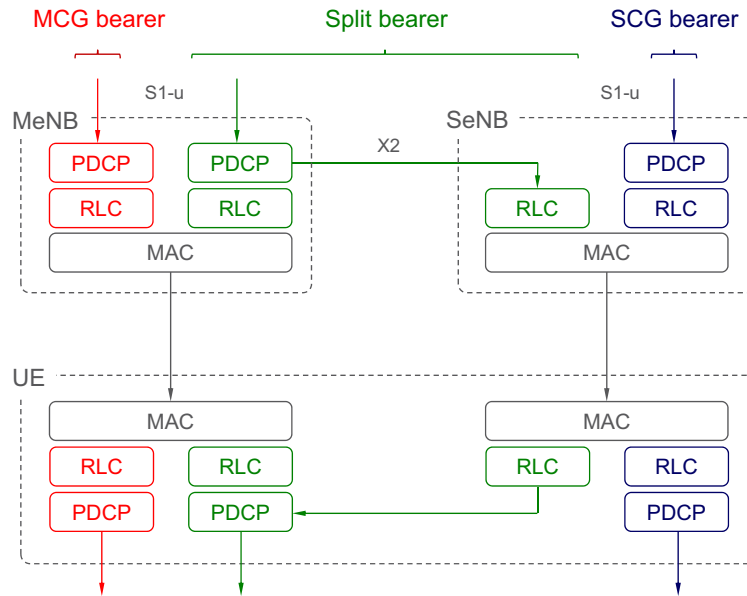 MCG bearer
Split bearer
SCG bearer
S1-u
S1-u
MeNB
SeNB
PDCP
PDCP
X2
PDCP
RLC
RLC
RLC
RLC
MAC
MAC
UE
MAC
MAC
RLC
RLC
RLC
RLC
PDCP
PDCP
PDCP